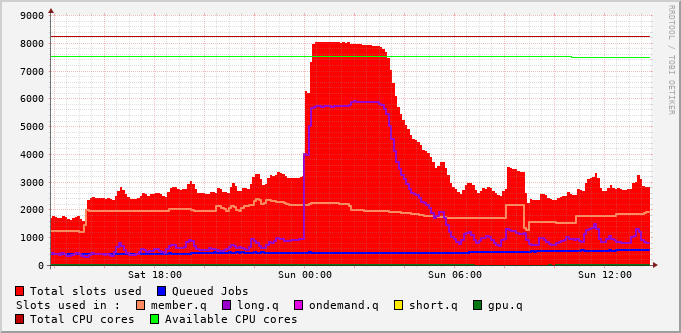 9000
8000
7000
6000
5000
4000
3000
2000
1000
0
Sat 18:00 Sun 00:00 Sun 06:00 Sun 12:00
Total slots used Queued Jobs
Slots used in : member.q long.q ondemand.q short.q gpu.q
Total CPU cores Available CPU cores
RRDTOOL / TOBI OETIKER